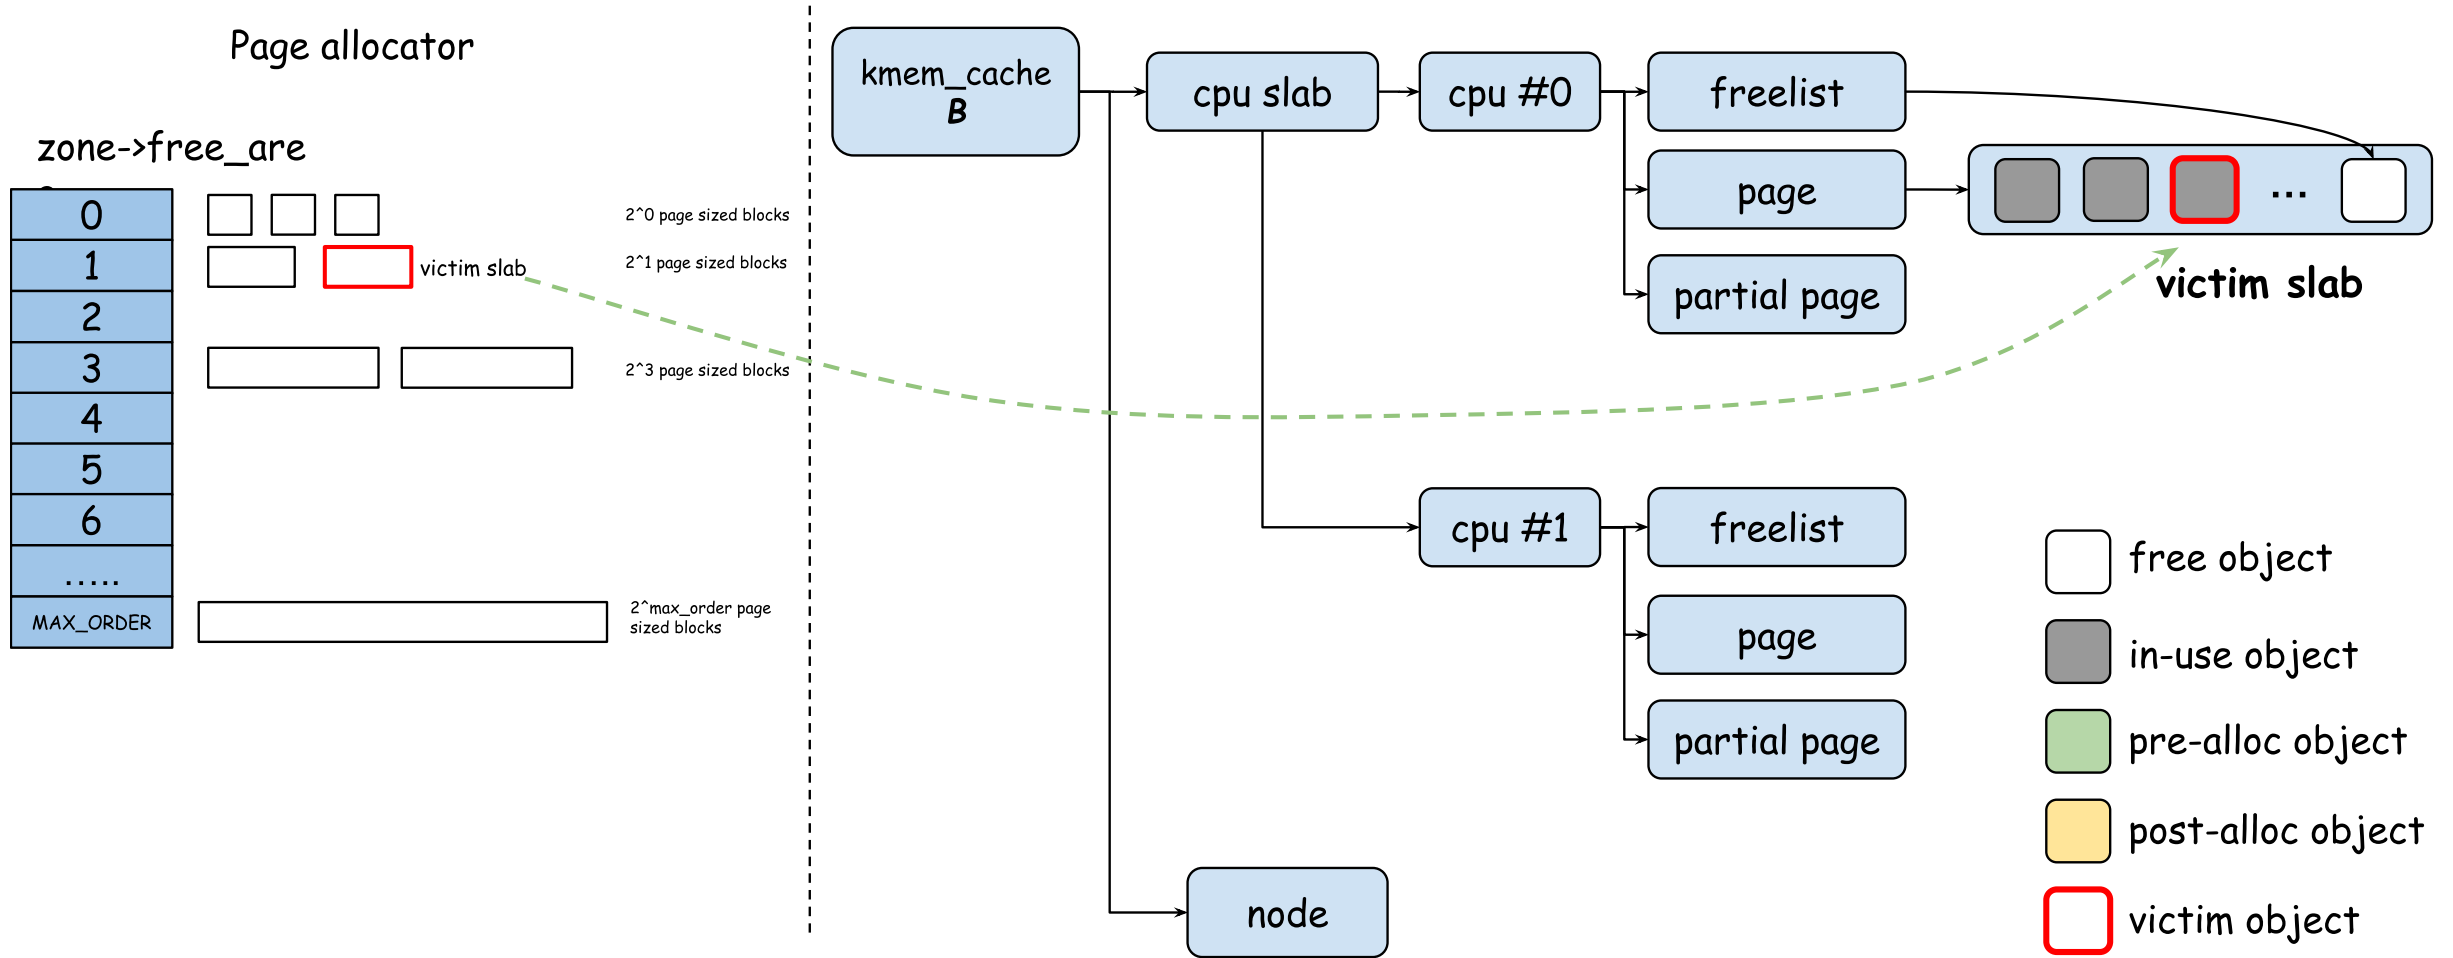 Page allocator
zone->free_are
0
1
2
3
4
5
6
.....
MAX_ORDER
victim slab
2^0 page sized blocks
2^1 page sized blocks
2^3 page sized blocks
2^max_order page
sized blocks
kmem_cache
B
cpu slab
cpu #0
freelist
page
partial page
...
victim slab
cpu #1
freelist
page
partial page
node
free object
in-use object
pre-alloc object
post-alloc object
victim object